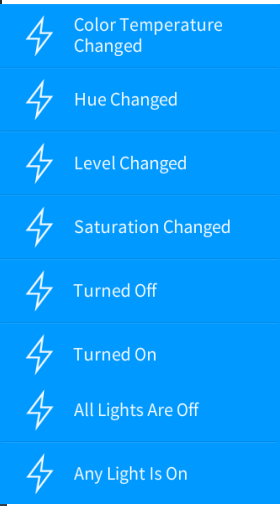 Color Temperature
Changed
Hue Changed
Level Changed
Saturation Changed
Turned Off
Turned On
All Lights Are Off
Any Light Is On